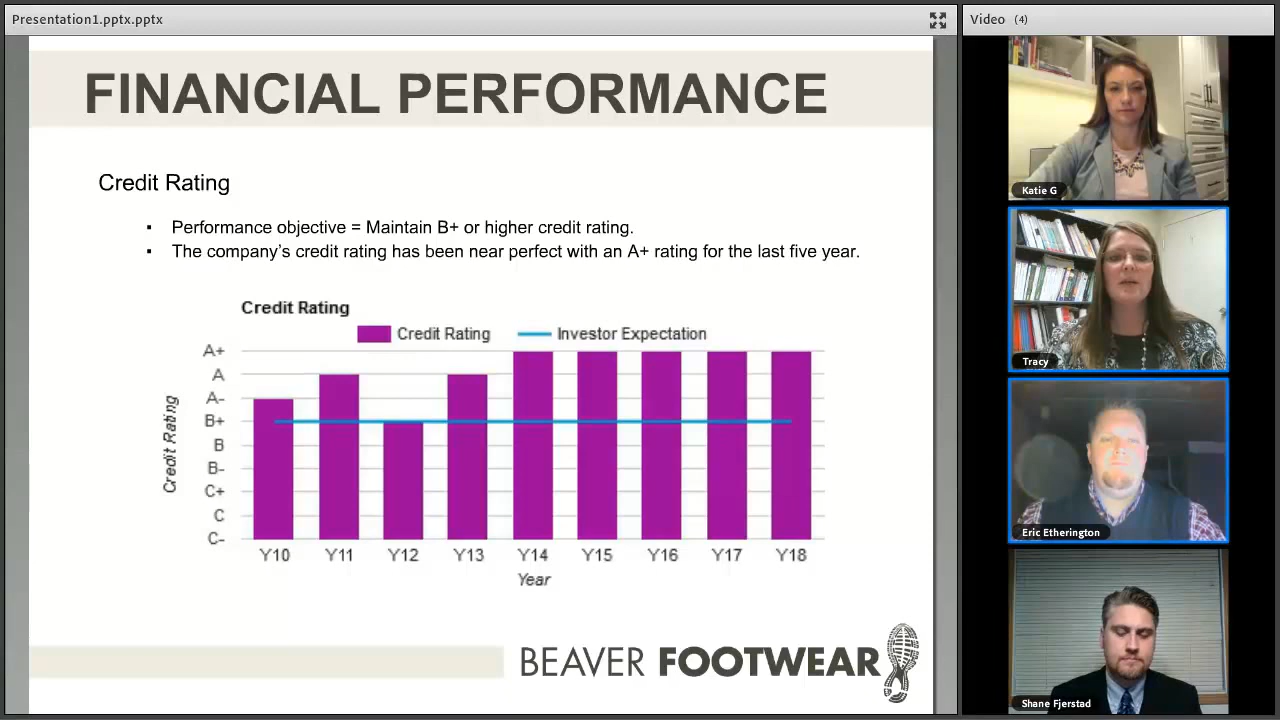 Presentation1.pptx.pptx
Video (4)
FINANCIAL PERFORMANCE
Credit Rating
▪ Performance objective = Maintain B+ or higher credit rating.
▪ The company's credit rating has been near perfect with an A+ rating for the last five year.
Credit Rating
Credit Rating
Investor Expectation
Credit Rating
A+
A
A-
B+
B
B-
C+
C
C-
Y10 Y11 Y12 Y13 Y14 Y15 Y16 Y17 Y18
Year
BEAVER FOOTWEAR
Katie G
Tracy
Eric Etherington
Shane Fjerstad